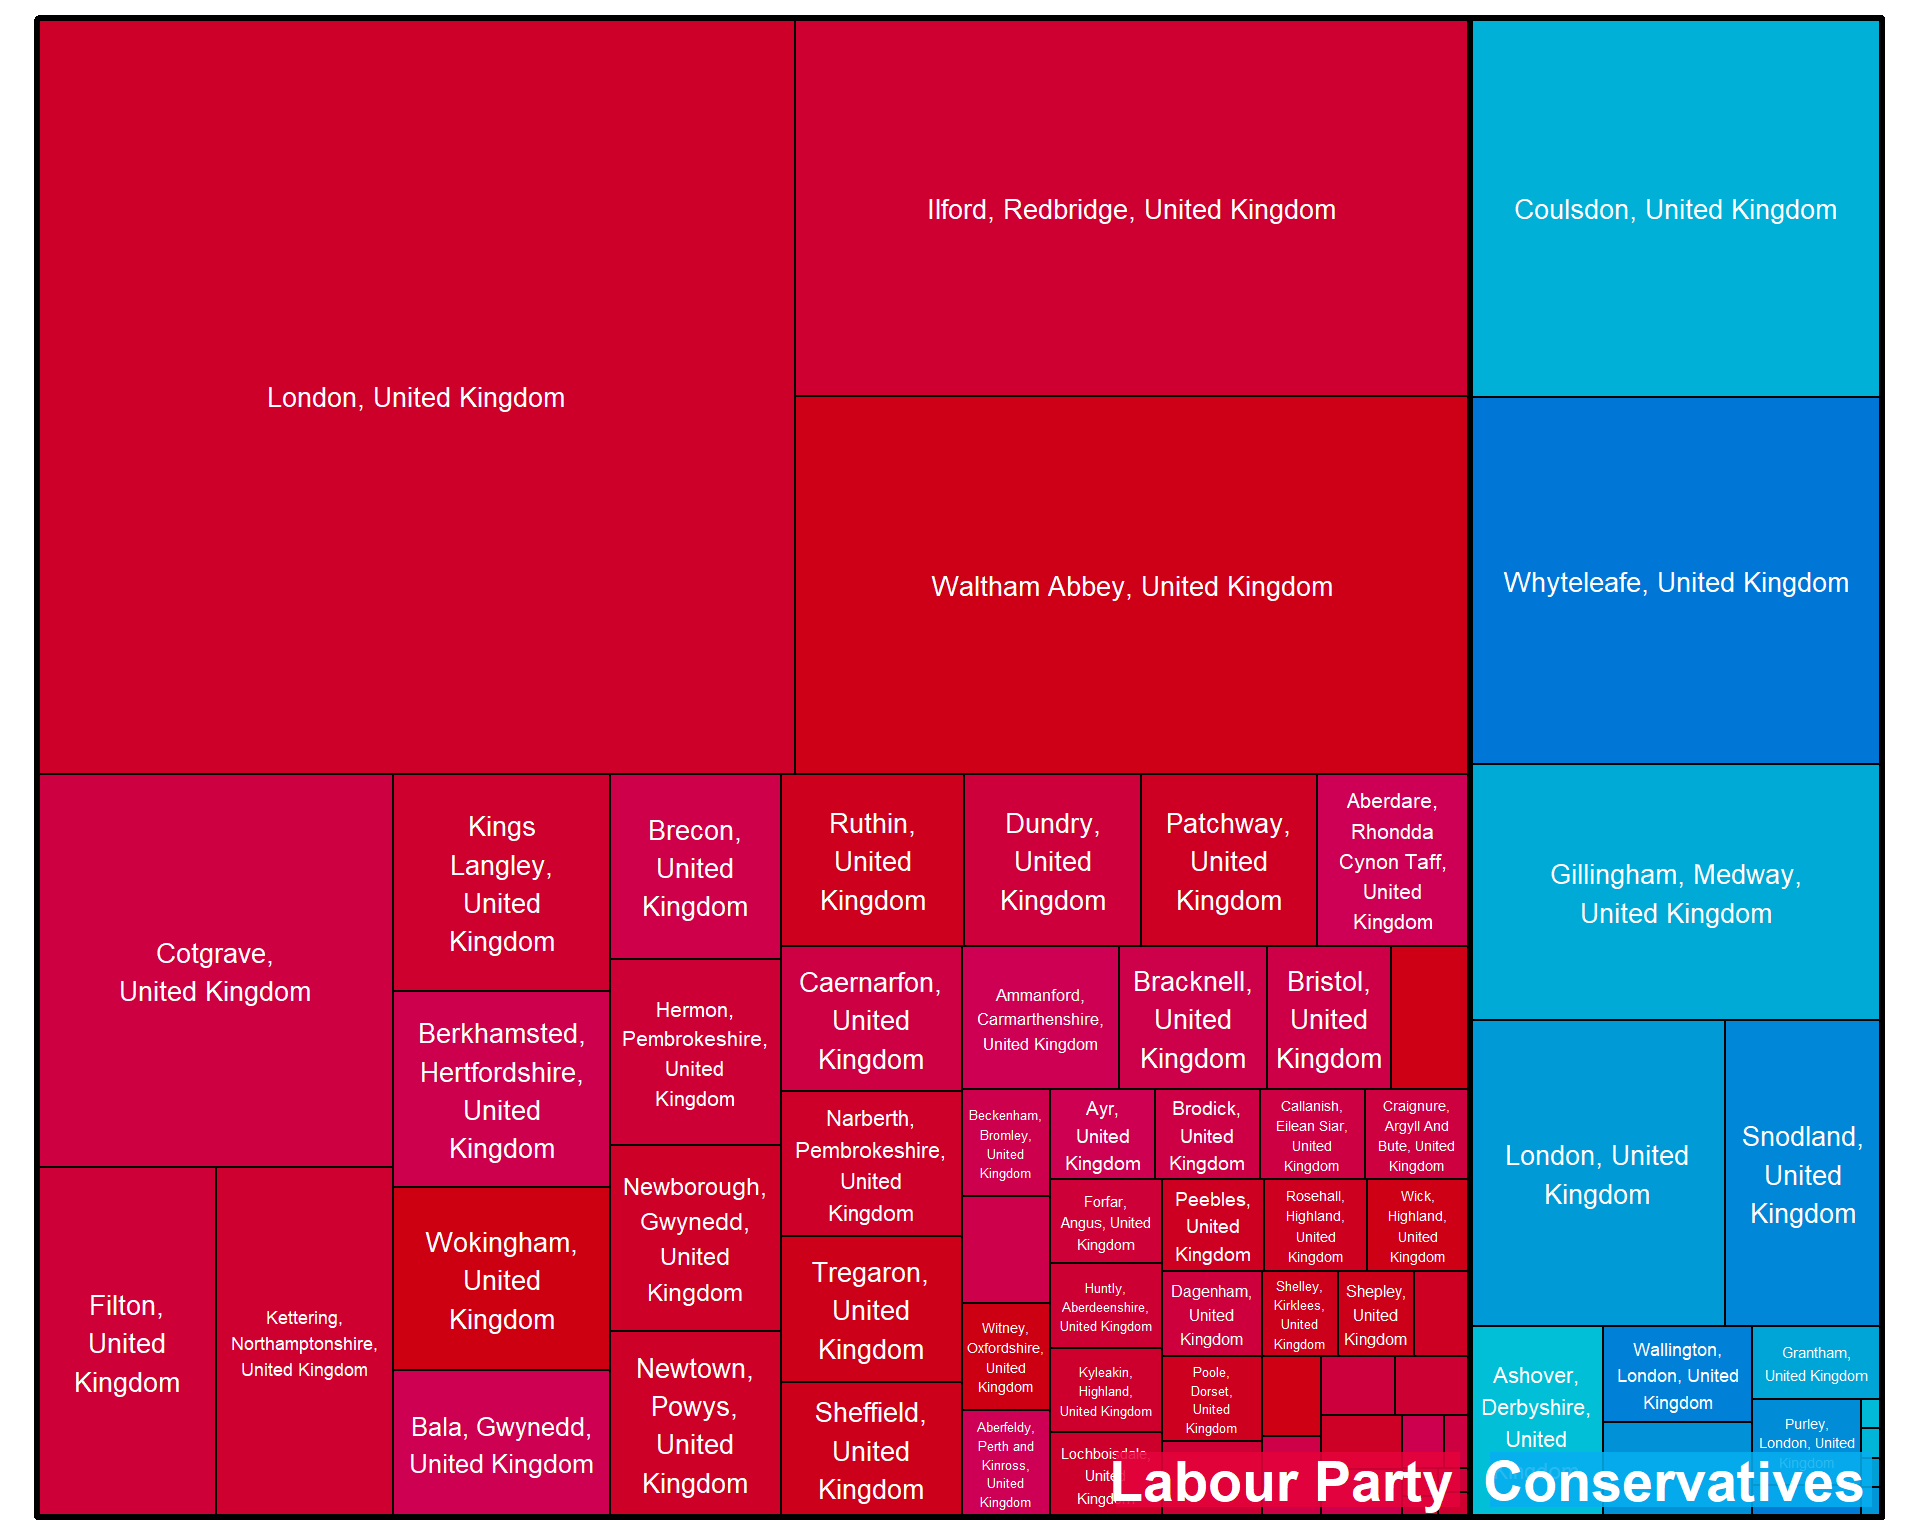 London, United Kingdom
Ilford, Redbridge, United Kingdom
Waltham Abbey, United Kingdom
Cotgrave,
United Kingdom
Filton,
United
Kingdom
Kettering,
Northamptonshire,
United Kingdom
Kings
Langley,
United
Kingdom
Berkhamsted,
Hertfordshire,
United
Kingdom
Wokingham,
United
Kingdom
Bala, Gwynedd,
United Kingdom
Brecon,
United
Kingdom
Hermon,
Pembrokeshire,
United
Kingdom
Newborough,
Gwynedd,
United
Kingdom
Newtown,
Powys,
United
Kingdom
Ruthin,
United
Kingdom
Dundry,
United
Kingdom
Patchway,
United
Kingdom
Aberdare,
Rhondda
Cynon Taff,
United
Kingdom
Caernarfon,
United
Kingdom
Narberth,
Pembrokeshire,
United
Kingdom
Tregaron,
United
Kingdom
Sheffield,
United
Kingdom
Ammanford,
Carmarthenshire,
United Kingdom
Bracknell,
United
Kingdom
Bristol,
United
Kingdom
Beckenham,
Bromley,
United
Kingdom
Witney,
Oxfordshire,
United
Kingdom
Aberfeldy,
Perth and
Kinross,
United
Kingdom
Ayr,
United
Kingdom
Brodick,
United
Kingdom
Callanish,
Eilean Siar,
United
Kingdom
Craignure,
Argyll And
Bute, United
Kingdom
Forfar,
Angus, United
Kingdom
Huntly,
Aberdeenshire,
United Kingdom
Kyleakin,
Highland,
United Kingdom
Lochboisdale,
United
Kingdom
Peebles,
United
Kingdom
Rosehall,
Highland,
United
Kingdom
Wick,
Highland,
United
Kingdom
Dagenham,
United
Kingdom
Shelley,
Kirklees,
United
Kingdom
Shepley,
United
Kingdom
Poole,
Dorset,
United
Kingdom
Labour Party
Coulsdon, United Kingdom
Whyteleafe, United Kingdom
Gillingham, Medway,
United Kingdom
London, United
Kingdom
Snodland,
United
Kingdom
Ashover,
Derbyshire,
United
Kingdom
Wallington,
London, United
Kingdom
Grantham,
United Kingdom
Purley,
London, United
Kingdom
Conservatives